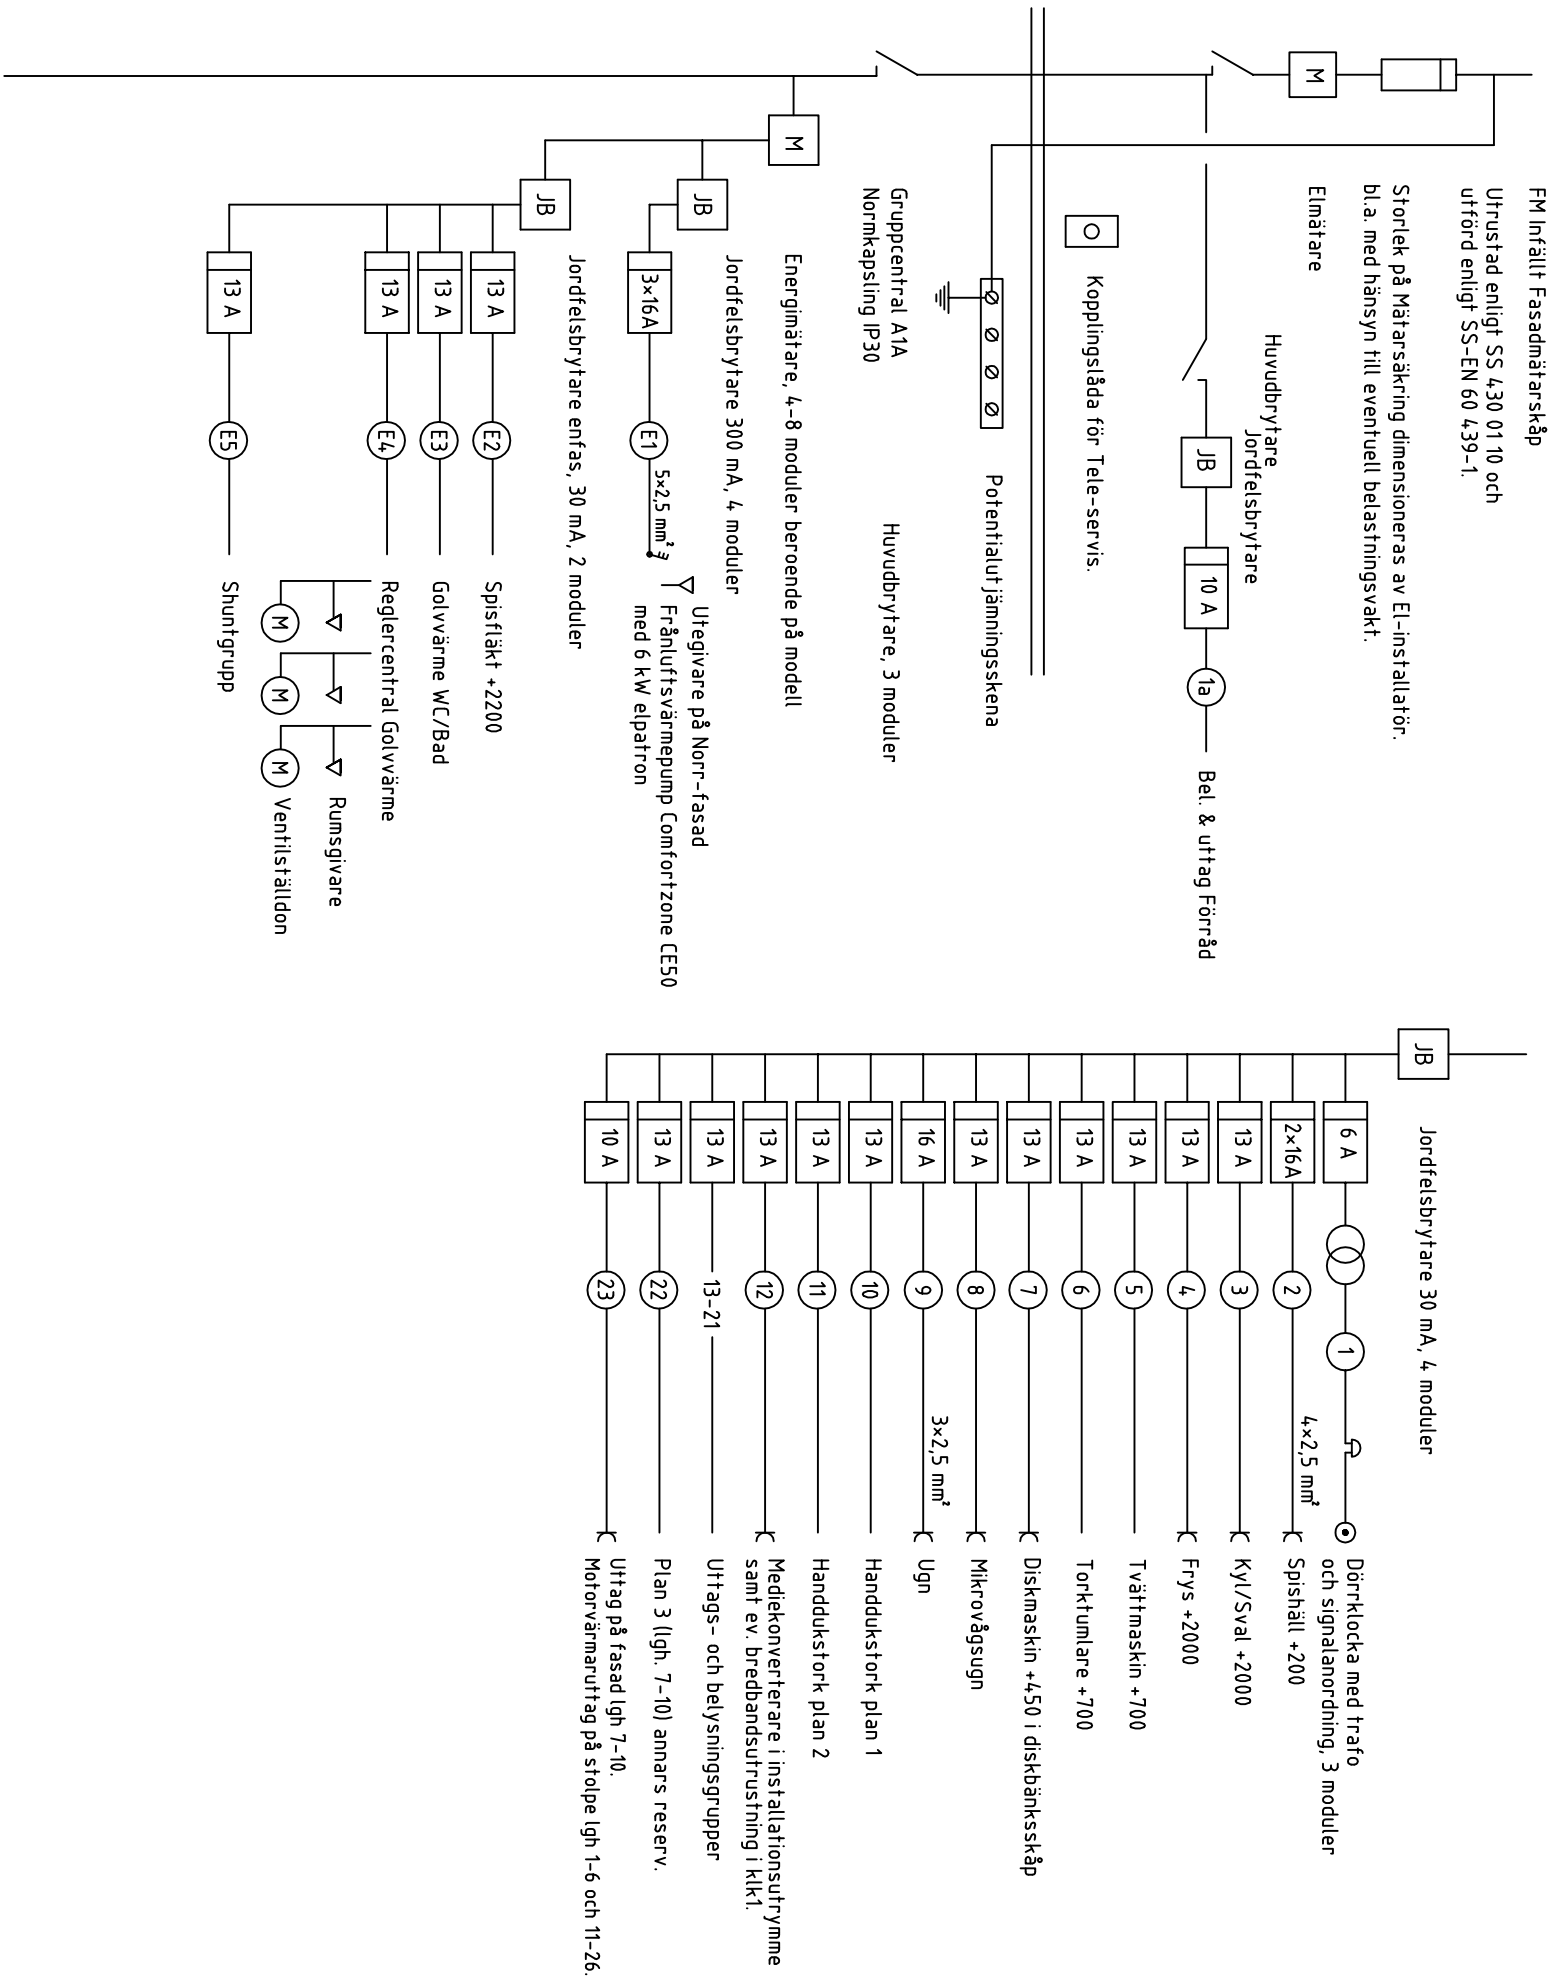 FM Infällt Fasadmätarskåp
Utrustad enligt SS 430 01 10 och
utförd enligt SS-EN 60 439-1.
Storlek på Mätarsäkring dimensioneras av El-installatör.
bl.a. med hänsyn till eventuell belastningsvakt.
M
Elmätare
Huvudbrytare
Jordfelsbrytare
JB
10 A
1a
Bel. & uttag Förråd
Kopplingslåda för Tele-servis.
Potentialutjämningsskena
Gruppcentral A1A
Normkapsling IP30
Huvudbrytare, 3 moduler
M
Energimätare, 4-8 moduler beroende på modell
JB
Jordfelsbrytare 300 mA, 4 moduler
3×16A
E1
5×2,5 mm²
Utegivare på Norr-fasad
Frånluftsvärmepump Comfortzone CE50
med 6 kW elpatron
JB
Jordfelsbrytare enfas, 30 mA, 2 moduler
13 A
E2
Spisfläkt +2200
13 A
E3
Golvvärme WC/Bad
13 A
E4
Reglercentral Golvvärme
Rumsgivare
M
M
M
Ventilställdon
13 A
E5
Shuntgrupp
JB
Jordfelsbrytare 30 mA, 4 moduler
6 A
1
Dörrklocka med trafo
och signalanordning, 3 moduler
2×16A
2
4×2,5 mm²
Spishäll +200
13 A
3
Kyl/Sval +2000
13 A
4
Frys +2000
13 A
5
Tvättmaskin +700
13 A
6
Torktumlare +700
13 A
7
Diskmaskin +450 i diskbänksskåp
13 A
8
Mikrovågsugn
16 A
9
3×2,5 mm²
Ugn
13 A
10
Handdukstork plan 1
13 A
11
Handdukstork plan 2
13 A
12
Mediekonverterare i installationsutrymme
samt ev. bredbandsutrustning i klk1.
13 A
13-21
Uttags- och belysningsgrupper
13 A
22
Plan 3 (lgh. 7-10) annars reserv.
10 A
23
Uttag på fasad lgh 7-10.
Motorvärmaruttag på stolpe lgh 1-6 och 11-26.